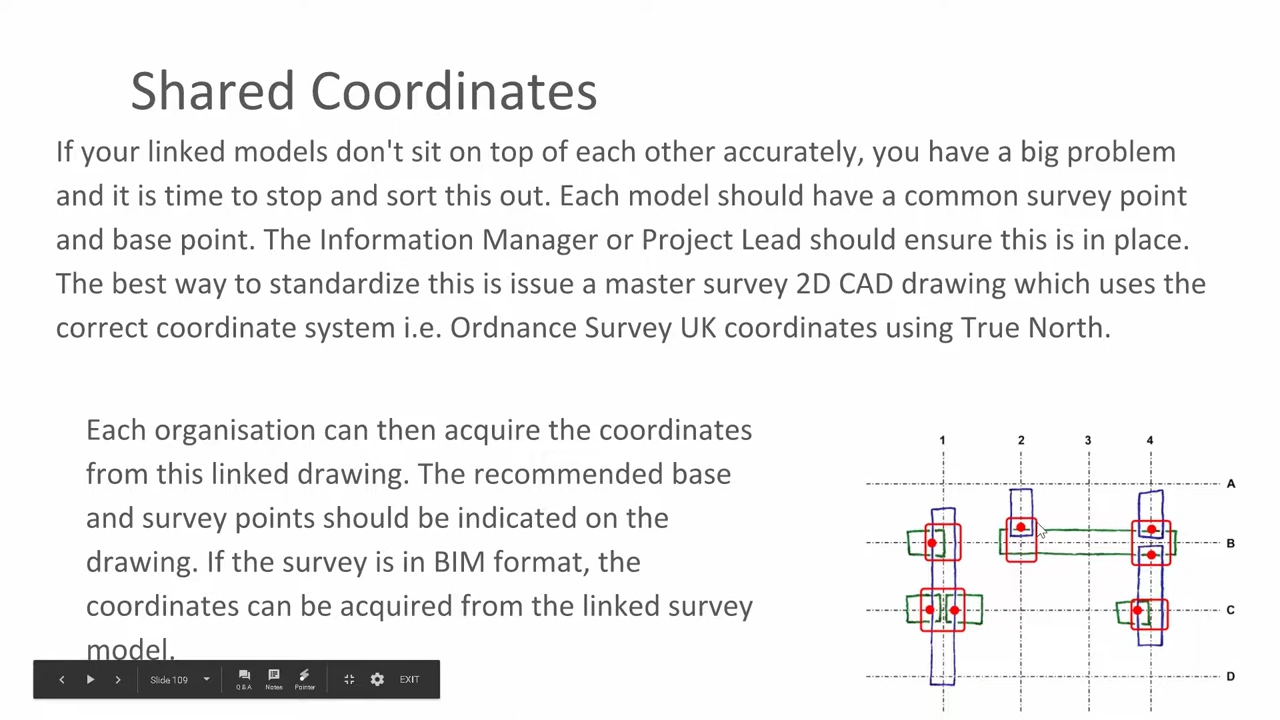 Shared Coordinates
If your linked models don't sit on top of each other accurately, you have a big problem
and it is time to stop and sort this out. Each model should have a common survey point
and base point. The Information Manager or Project Lead should ensure this is in place.
The best way to standardize this is issue a master survey 2D CAD drawing which uses the
correct coordinate system i.e. Ordnance Survey UK coordinates using True North.
Each organisation can then acquire the coordinates
from this linked drawing. The recommended base
and survey points should be indicated on the
drawing. If the survey is in BIM format, the
coordinates can be acquired from the linked survey
model.
1 2 3 4
A
B
C
D
Slide 109
Q & A Notes Pointer
EXIT